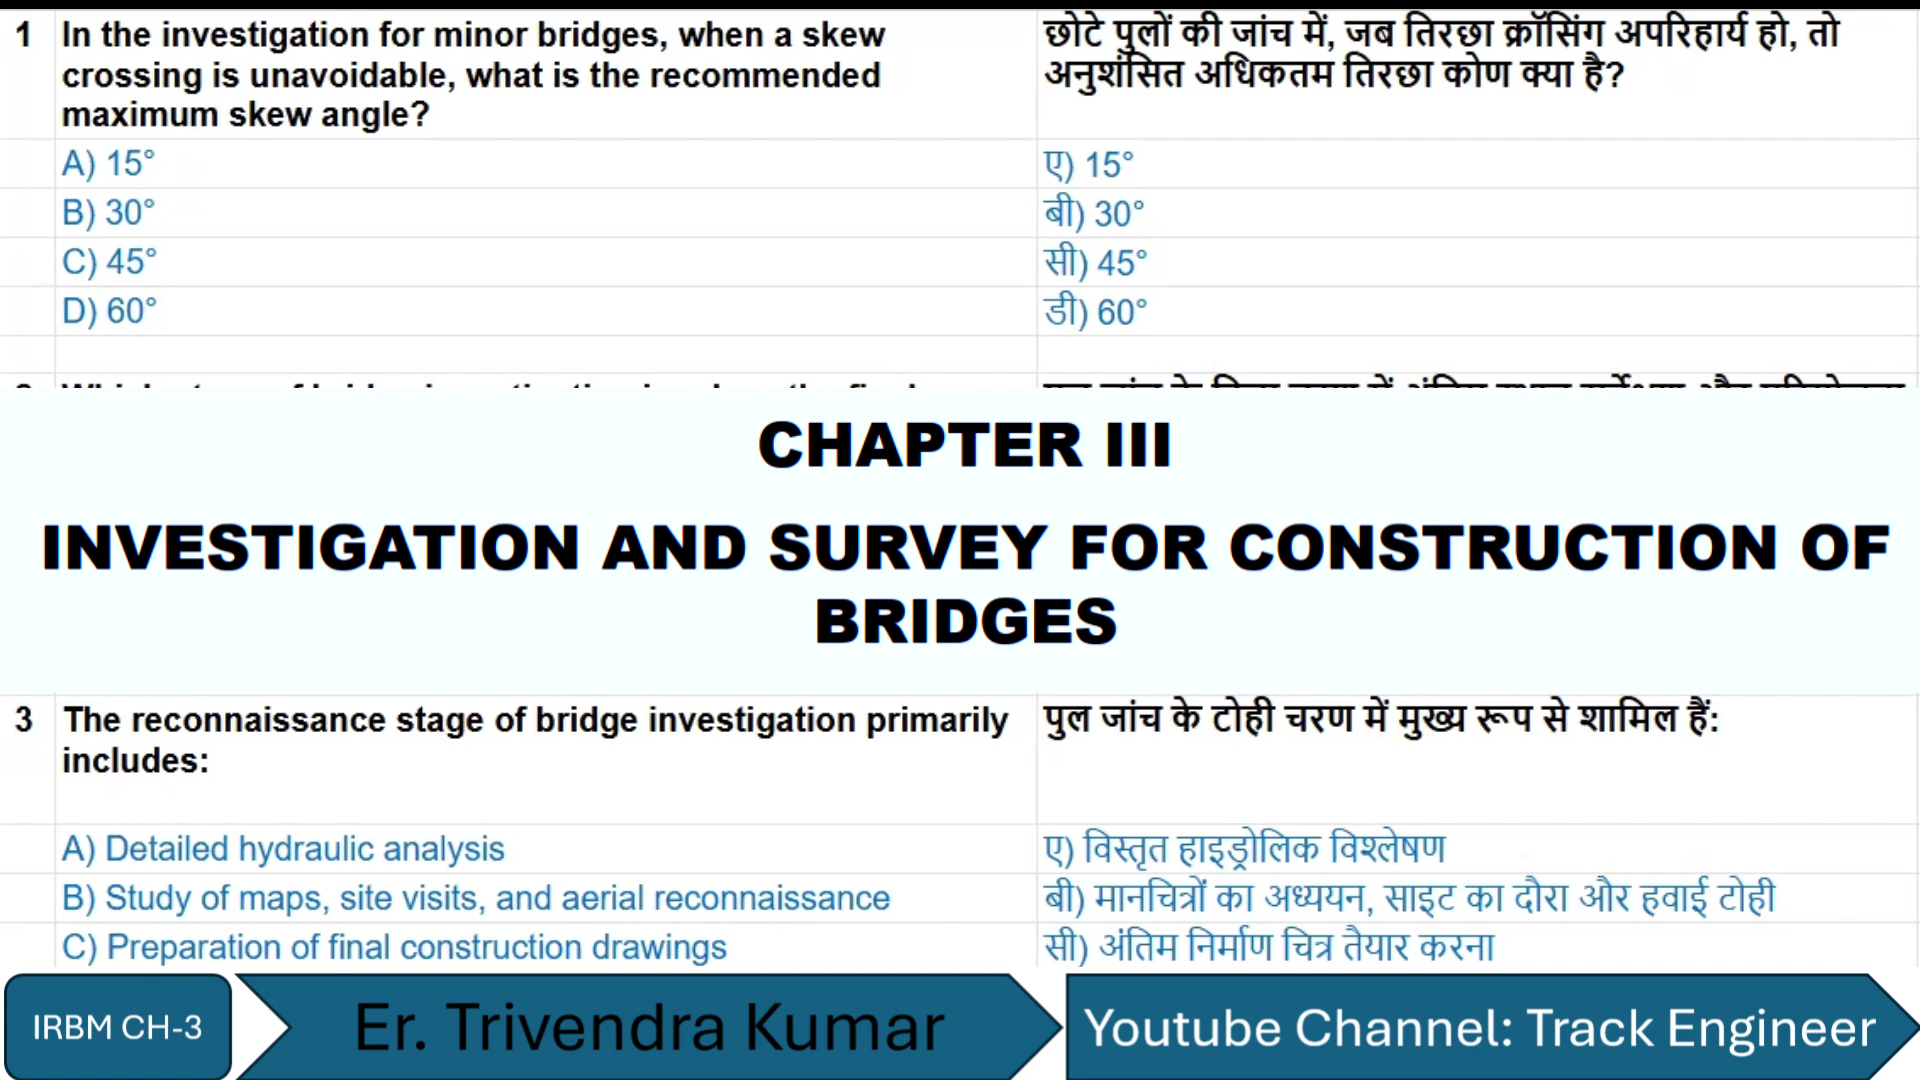 1 In the investigation for minor bridges, when a skew
crossing is unavoidable, what is the recommended
maximum skew angle?
छोटे पुलों की जांच में, जब तिरछा क्रॉसिंग अपरिहार्य हो, तो
अनुशंसित अधिकतम तिरछा कोण क्या है?
A) 15°
ए) 15°
B) 30°
बी) 30°
C) 45°
सी) 45°
D) 60°
डी) 60°
CHAPTER III
INVESTIGATION AND SURVEY FOR CONSTRUCTION OF
BRIDGES
3 The reconnaissance stage of bridge investigation primarily
includes:
पुल जांच के टोही चरण में मुख्य रूप से शामिल हैं:
A) Detailed hydraulic analysis
ए) विस्तृत हाइड्रोलिक विश्लेषण
B) Study of maps, site visits, and aerial reconnaissance
बी) मानचित्रों का अध्ययन, साइट का दौरा और हवाई टोही
C) Preparation of final construction drawings
सी) अंतिम निर्माण चित्र तैयार करना
IRBM CH-3
Er. Trivendra Kumar
Youtube Channel: Track Engineer